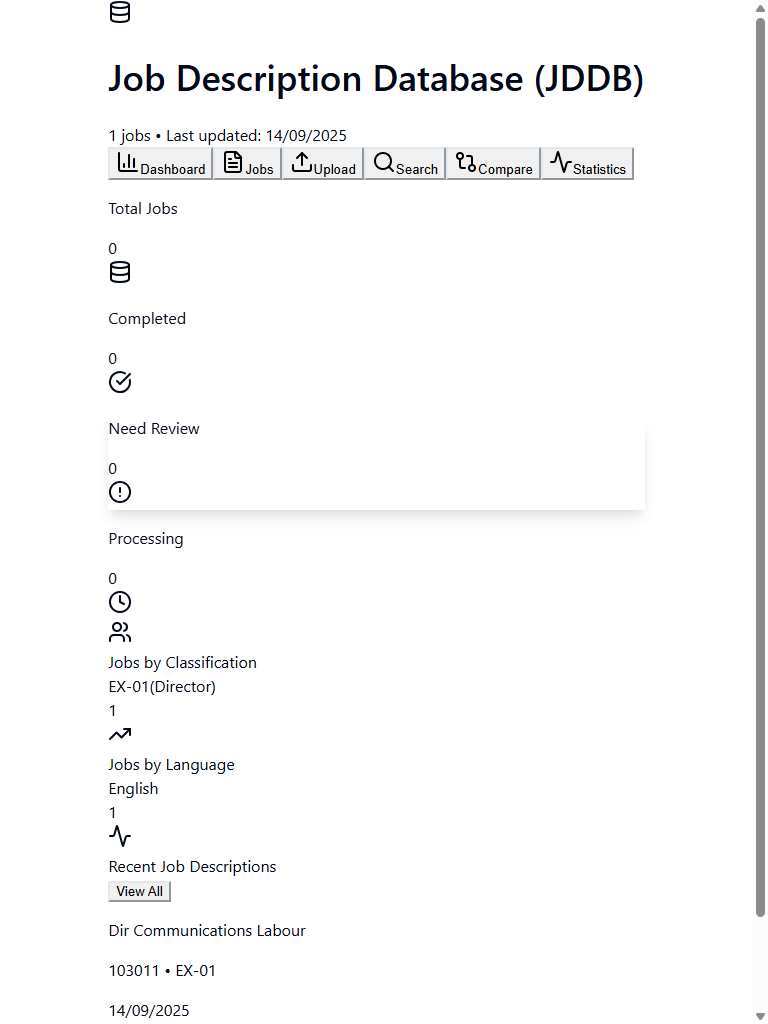 Job Description Database (JDDB)
1 jobs • Last updated: 14/09/2025
Dashboard Jobs Upload Search Compare Statistics
Total Jobs
0
Completed
0
Need Review
0
Processing
0
Jobs by Classification
EX-01(Director)
1
Jobs by Language
English
1
Recent Job Descriptions
View All
Dir Communications Labour
103011 • EX-01
14/09/2025